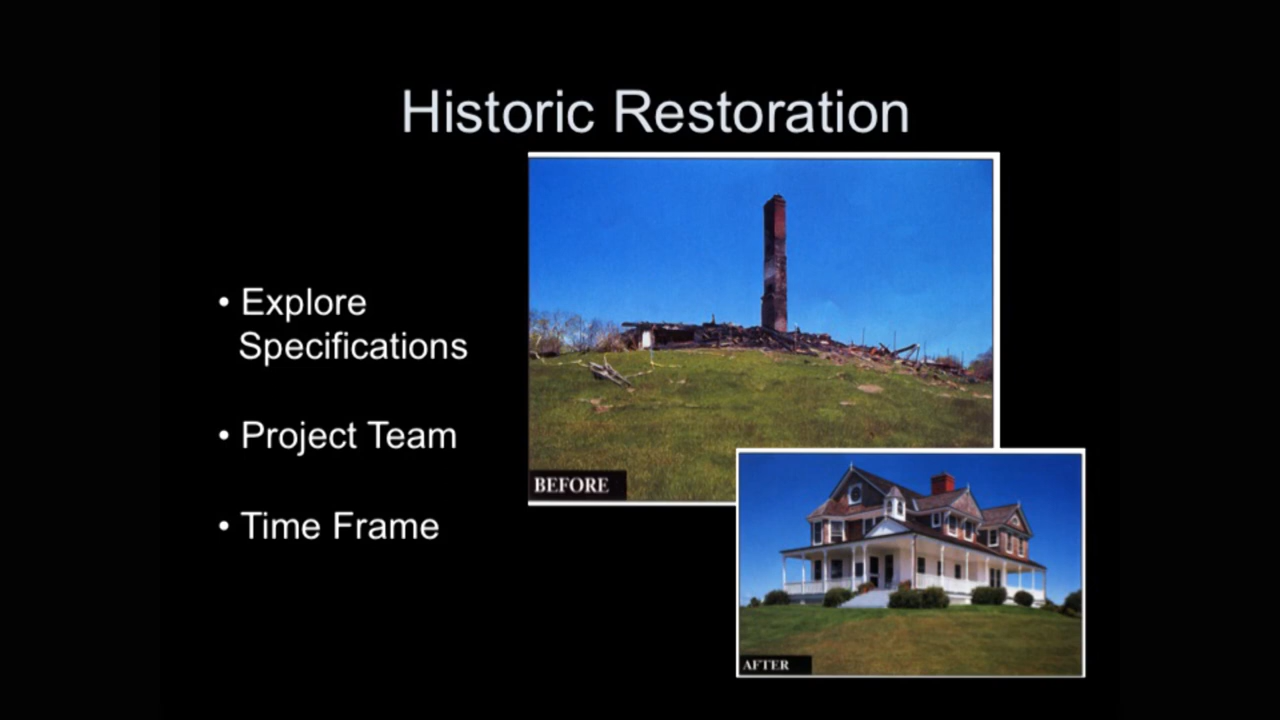 Historic Restoration
• Explore
Specifications
• Project Team
• Time Frame
BEFORE
AFTER